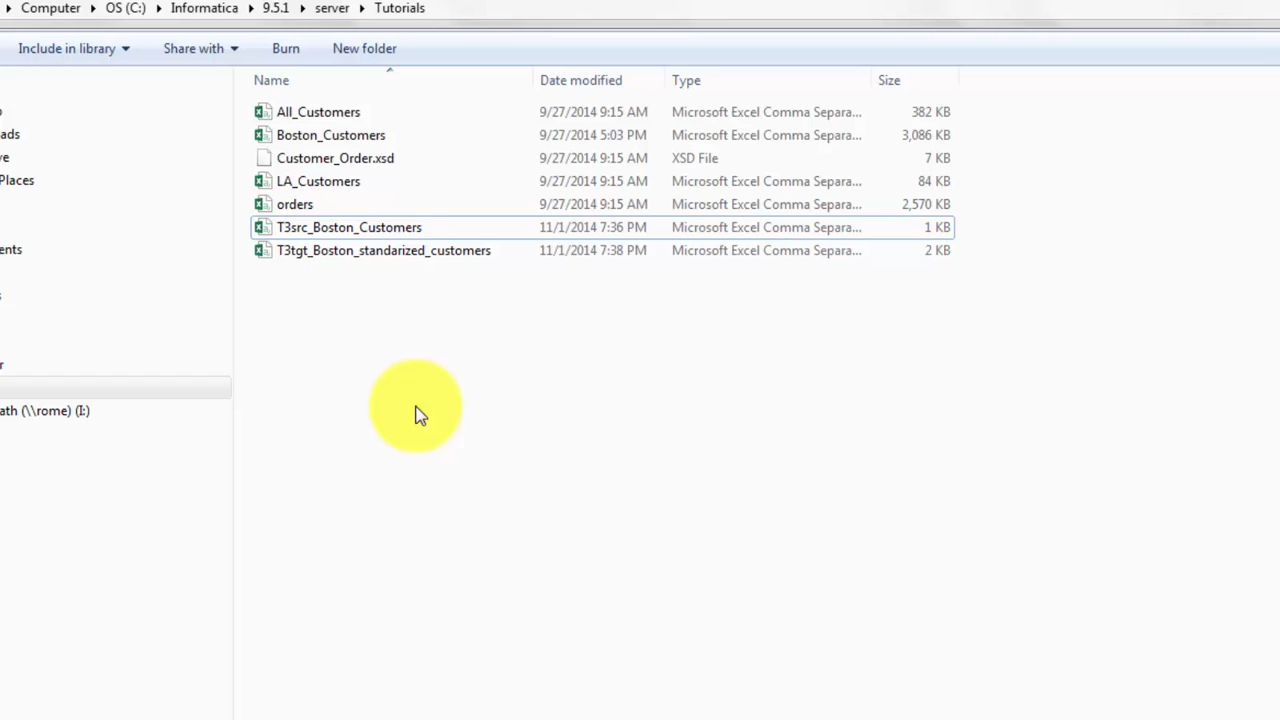 Computer OS (C:) Informatica 9.5.1 server Tutorials
Include in library Share with Burn New folder
Name Date modified Type Size
All_Customers 9/27/2014 9:15 AM Microsoft Excel Comma Separa... 382 KB
ads Boston_Customers 9/27/2014 5:03 PM Microsoft Excel Comma Separa... 3,086 KB
Customer_Order.xsd 9/27/2014 9:15 AM XSD File 7 KB
Places LA_Customers 9/27/2014 9:15 AM Microsoft Excel Comma Separa... 84 KB
orders 9/27/2014 9:15 AM Microsoft Excel Comma Separa... 2,570 KB
T3src_Boston_Customers 11/1/2014 7:36 PM Microsoft Excel Comma Separa... 1 KB
ents T3tgt_Boston_standarized_customers 11/1/2014 7:38 PM Microsoft Excel Comma Separa... 2 KB
r
ath (\\rome) (I:)